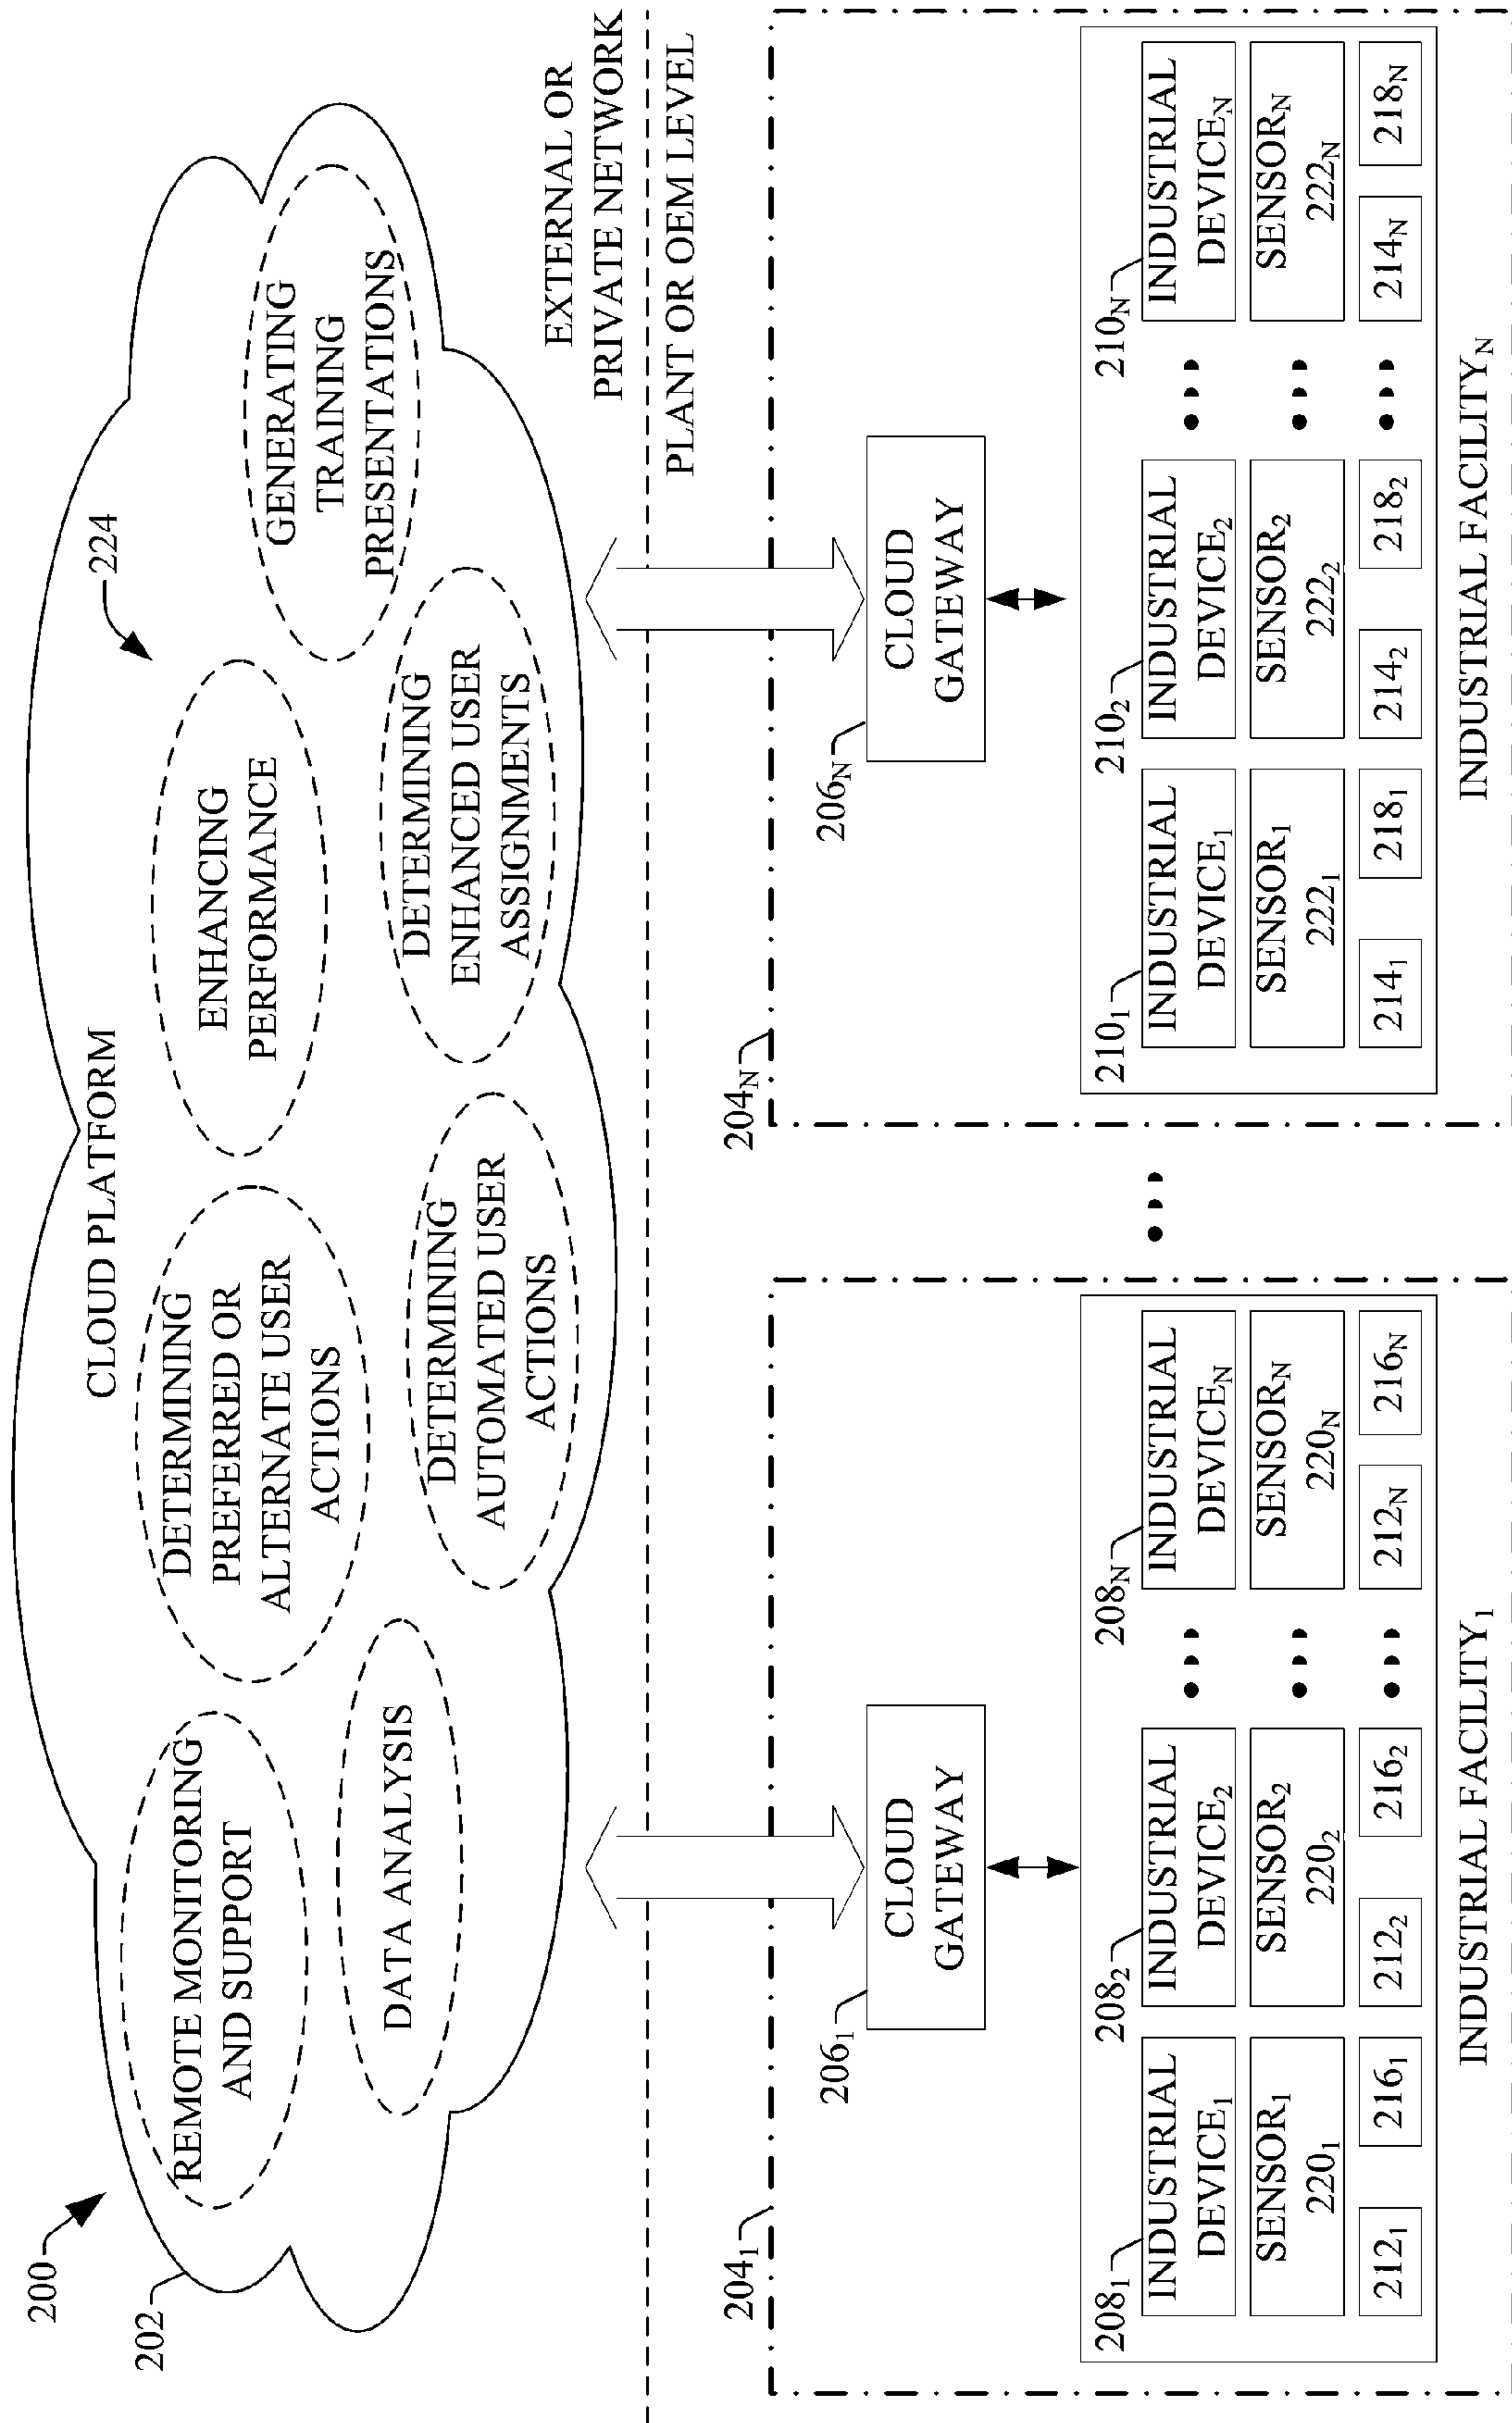 200
202
CLOUD PLATFORM
224
REMOTE MONITORING
AND SUPPORT
DATA ANALYSIS
DETERMINING
PREFERRED OR
ALTERNATE USER
ACTIONS
DETERMINING
AUTOMATED USER
ACTIONS
ENHANCING
PERFORMANCE
DETERMINING
ENHANCED USER
ASSIGNMENTS
GENERATING
TRAINING
PRESENTATIONS
EXTERNAL OR
PRIVATE NETWORK
PLANT OR OEM LEVEL
204₁
206₁
CLOUD
GATEWAY
208₁
INDUSTRIAL
DEVICE₁
SENSOR₁
220₁
212₁
216₁
208₂
INDUSTRIAL
DEVICE₂
SENSOR₂
220₂
212₂
216₂
208N
INDUSTRIAL
DEVICEN
SENSORN
220N
212N
216N
INDUSTRIAL FACILITY₁
204N
206N
CLOUD
GATEWAY
210₁
INDUSTRIAL
DEVICE₁
SENSOR₁
222₁
214₁
218₁
210₂
INDUSTRIAL
DEVICE₂
SENSOR₂
222₂
214₂
218₂
210N
INDUSTRIAL
DEVICEN
SENSORN
222N
214N
218N
INDUSTRIAL FACILITYN